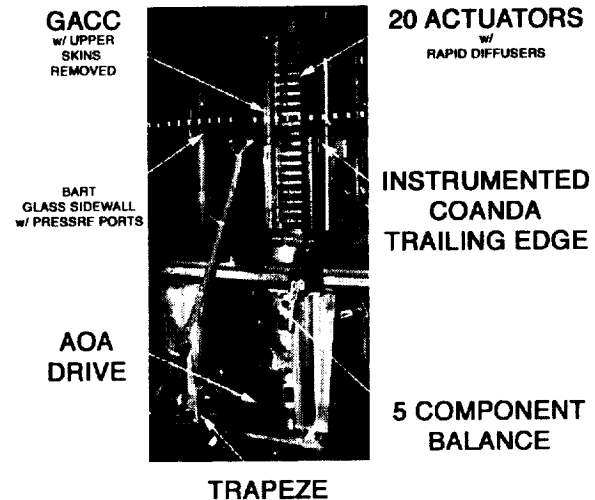 GACC
w/ UPPER
SKINS
REMOVED
20 ACTUATORS
w/
RAPID DIFFUSERS
BART
GLASS SIDEWALL
w/ PRESSRF PORTS
INSTRUMENTED
COANDA
TRAILING EDGE
AOA
DRIVE
5 COMPONENT
BALANCE
TRAPEZE